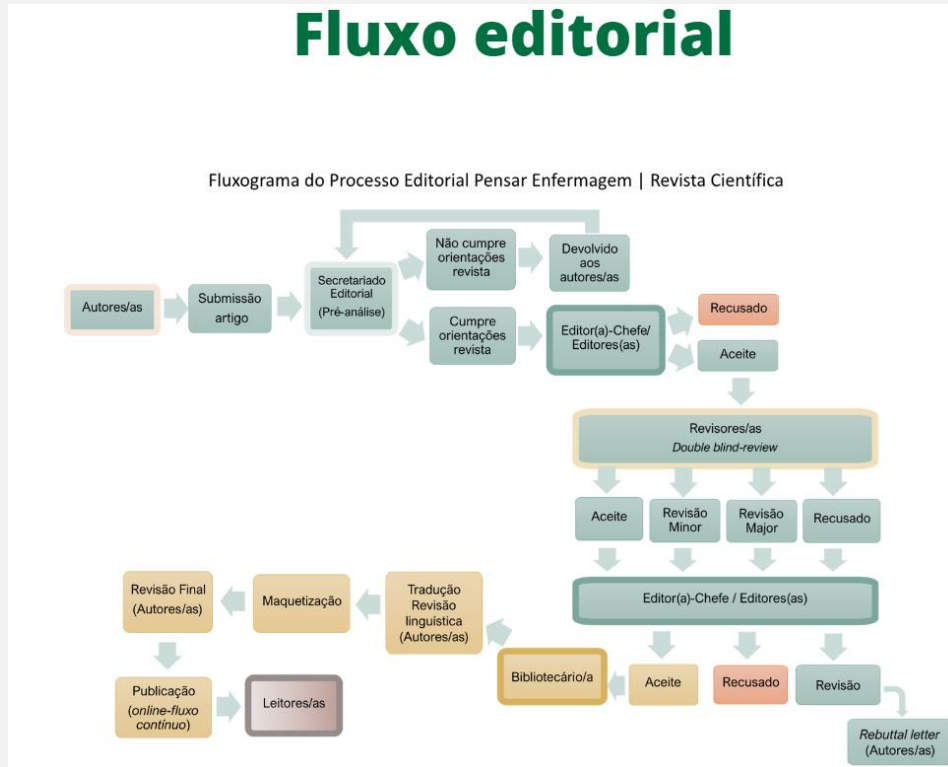 Fluxo editorial
Fluxograma do Processo Editorial Pensar Enfermagem | Revista Científica
Autores/as
Submissão
artigo
Secretariado
Editorial
(Pré-análise)
Não cumpre
orientações
revista
Devolvido
aos
autores/as
Cumpre
orientações
revista
Editor(a)-Chefe/
Editores(as)
Recusado
Aceite
Revisores/as
Double blind-review
Aceite
Revisão
Minor
Revisão
Major
Recusado
Editor(a)-Chefe / Editores(as)
Aceite
Recusado
Revisão
Rebuttal letter
(Autores/as)
Bibliotecário/a
Tradução
Revisão
linguística
(Autores/as)
Maquetização
Revisão Final
(Autores/as)
Publicação
(online-fluxo
contínuo)
Leitores/as